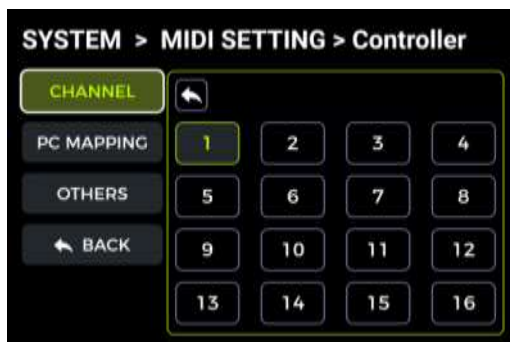 SYSTEM > MIDI SETTING > Controller
CHANNEL
PC MAPPING
OTHERS
BACK
1 2 3 4
5 6 7 8
9 10 11 12
13 14 15 16